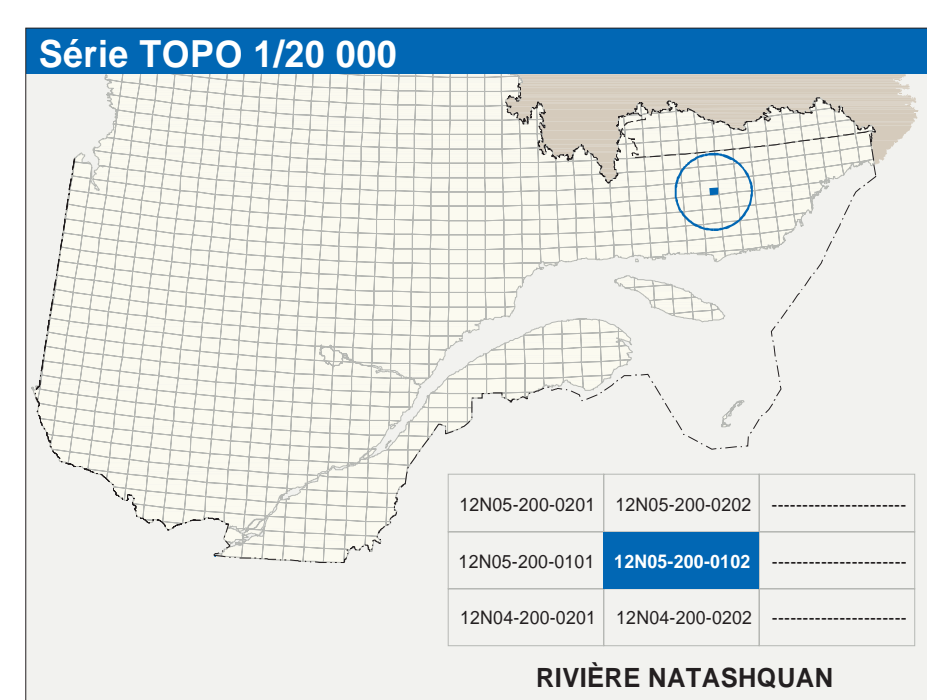 Série TOPO 1/20 000
12N05-200-0201 12N05-200-0202 ----------------------
12N05-200-0101 12N05-200-0102 ----------------------
12N04-200-0201 12N04-200-0202 ----------------------
RIVIÈRE NATASHQUAN